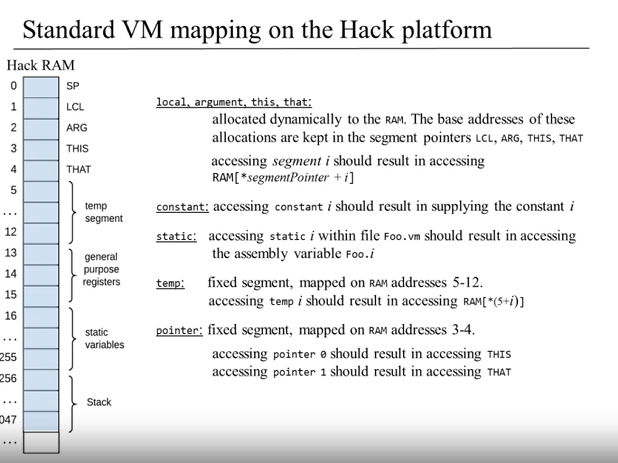 Standard VM mapping on the Hack platform
Hack RAM
0 SP
1 LCL
2 ARG
3 THIS
4 THAT
5
...
12
temp
segment
13
14
15
general
purpose
registers
16
...
255
static
variables
256
...
047
Stack
...
local, argument, this, that:
allocated dynamically to the RAM. The base addresses of these
allocations are kept in the segment pointers LCL, ARG, THIS, THAT
accessing segment i should result in accessing
RAM[*segmentPointer + i]
constant: accessing constant i should result in supplying the constant i
static: accessing static i within file Foo.vm should result in accessing
the assembly variable Foo.i
temp: fixed segment, mapped on RAM addresses 5-12.
accessing temp i should result in accessing RAM[*(5+i)]
pointer: fixed segment, mapped on RAM addresses 3-4.
accessing pointer 0 should result in accessing THIS
accessing pointer 1 should result in accessing THAT